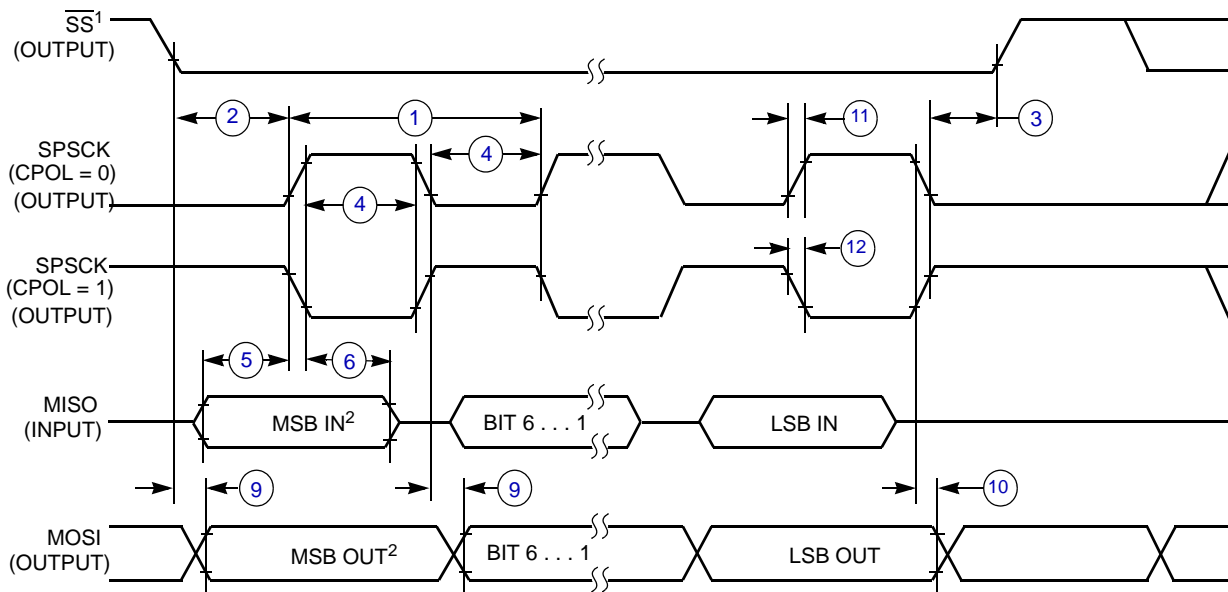 SS¹
(OUTPUT)
2
1
11
3
SPSCK
(CPOL = 0)
(OUTPUT)
4
4
SPSCK
(CPOL = 1)
(OUTPUT)
12
5
6
MISO
(INPUT)
MSB IN²
BIT 6 . . . 1
LSB IN
9
9
10
MOSI
(OUTPUT)
MSB OUT²
BIT 6 . . . 1
LSB OUT